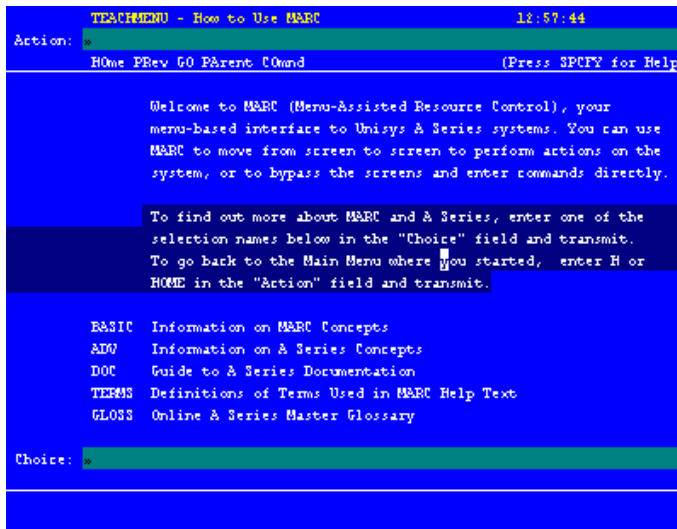 TEACHMENU - How to Use MARC 12:57:44
Action: »
HOme PRev GO PArent COmnd (Press SPCFY for Help
Welcome to MARC (Menu-Assisted Resource Control), your
menu-based interface to Unisys A Series systems. You can use
MARC to move from screen to screen to perform actions on the
system, or to bypass the screens and enter commands directly.
To find out more about MARC and A Series, enter one of the
selection names below in the "Choice" field and transmit.
To go back to the Main Menu where you started, enter H or
HOME in the "Action" field and transmit.
BASIC Information on MARC Concepts
ADV Information on A Series Concepts
DOC Guide to A Series Documentation
TERMS Definitions of Terms Used in MARC Help Text
GLOSS Online A Series Master Glossary
Choice: »